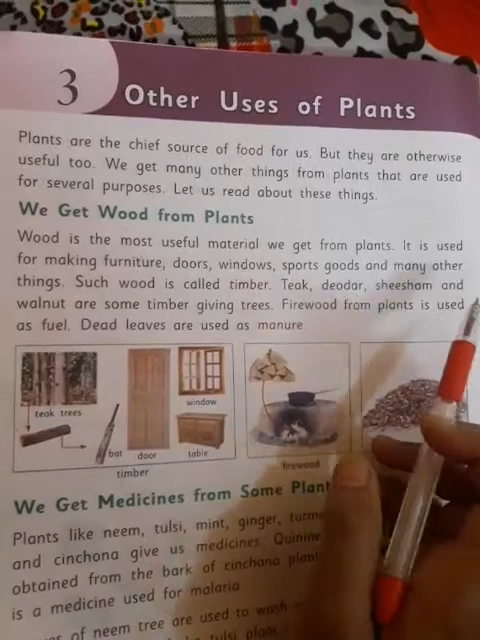 3
Other Uses of Plants
Plants are the chief source of food for us. But they are otherwise
useful too. We get many other things from plants that are used
for several purposes. Let us read about these things.
We Get Wood from Plants
Wood is the most useful material we get from plants. It is used
for making furniture, doors, windows, sports goods and many other
things. Such wood is called timber. Teak, deodar, sheesham and
walnut are some timber giving trees. Firewood from plants is used
as fuel. Dead leaves are used as manure
teak trees
window
bat door table
timber
firewood
We Get Medicines from Some Plant
Plants like neem, tulsi, mint, ginger,
and cinchona give us medicines. Quinine
obtained from the bark of cinchona plant
is a medicine used for malaria
of neem tree are used to wash
tulsi plant